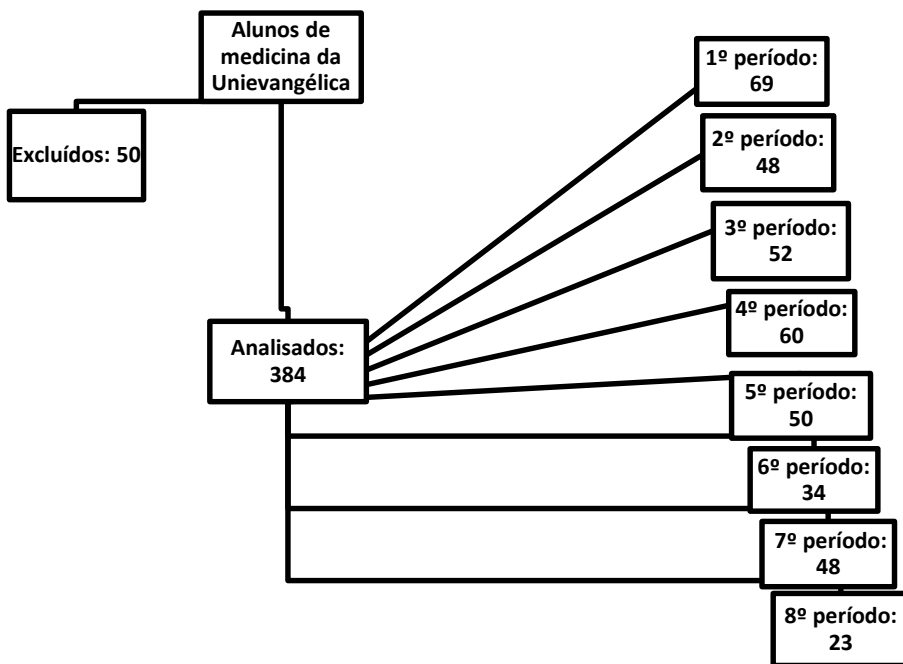 Alunos de
medicina da
Unievangélica
Excluídos: 50
Analisados:
384
1º período:
69
2º período:
48
3º período:
52
4º período:
60
5º período:
50
6º período:
34
7º período:
48
8º período:
23